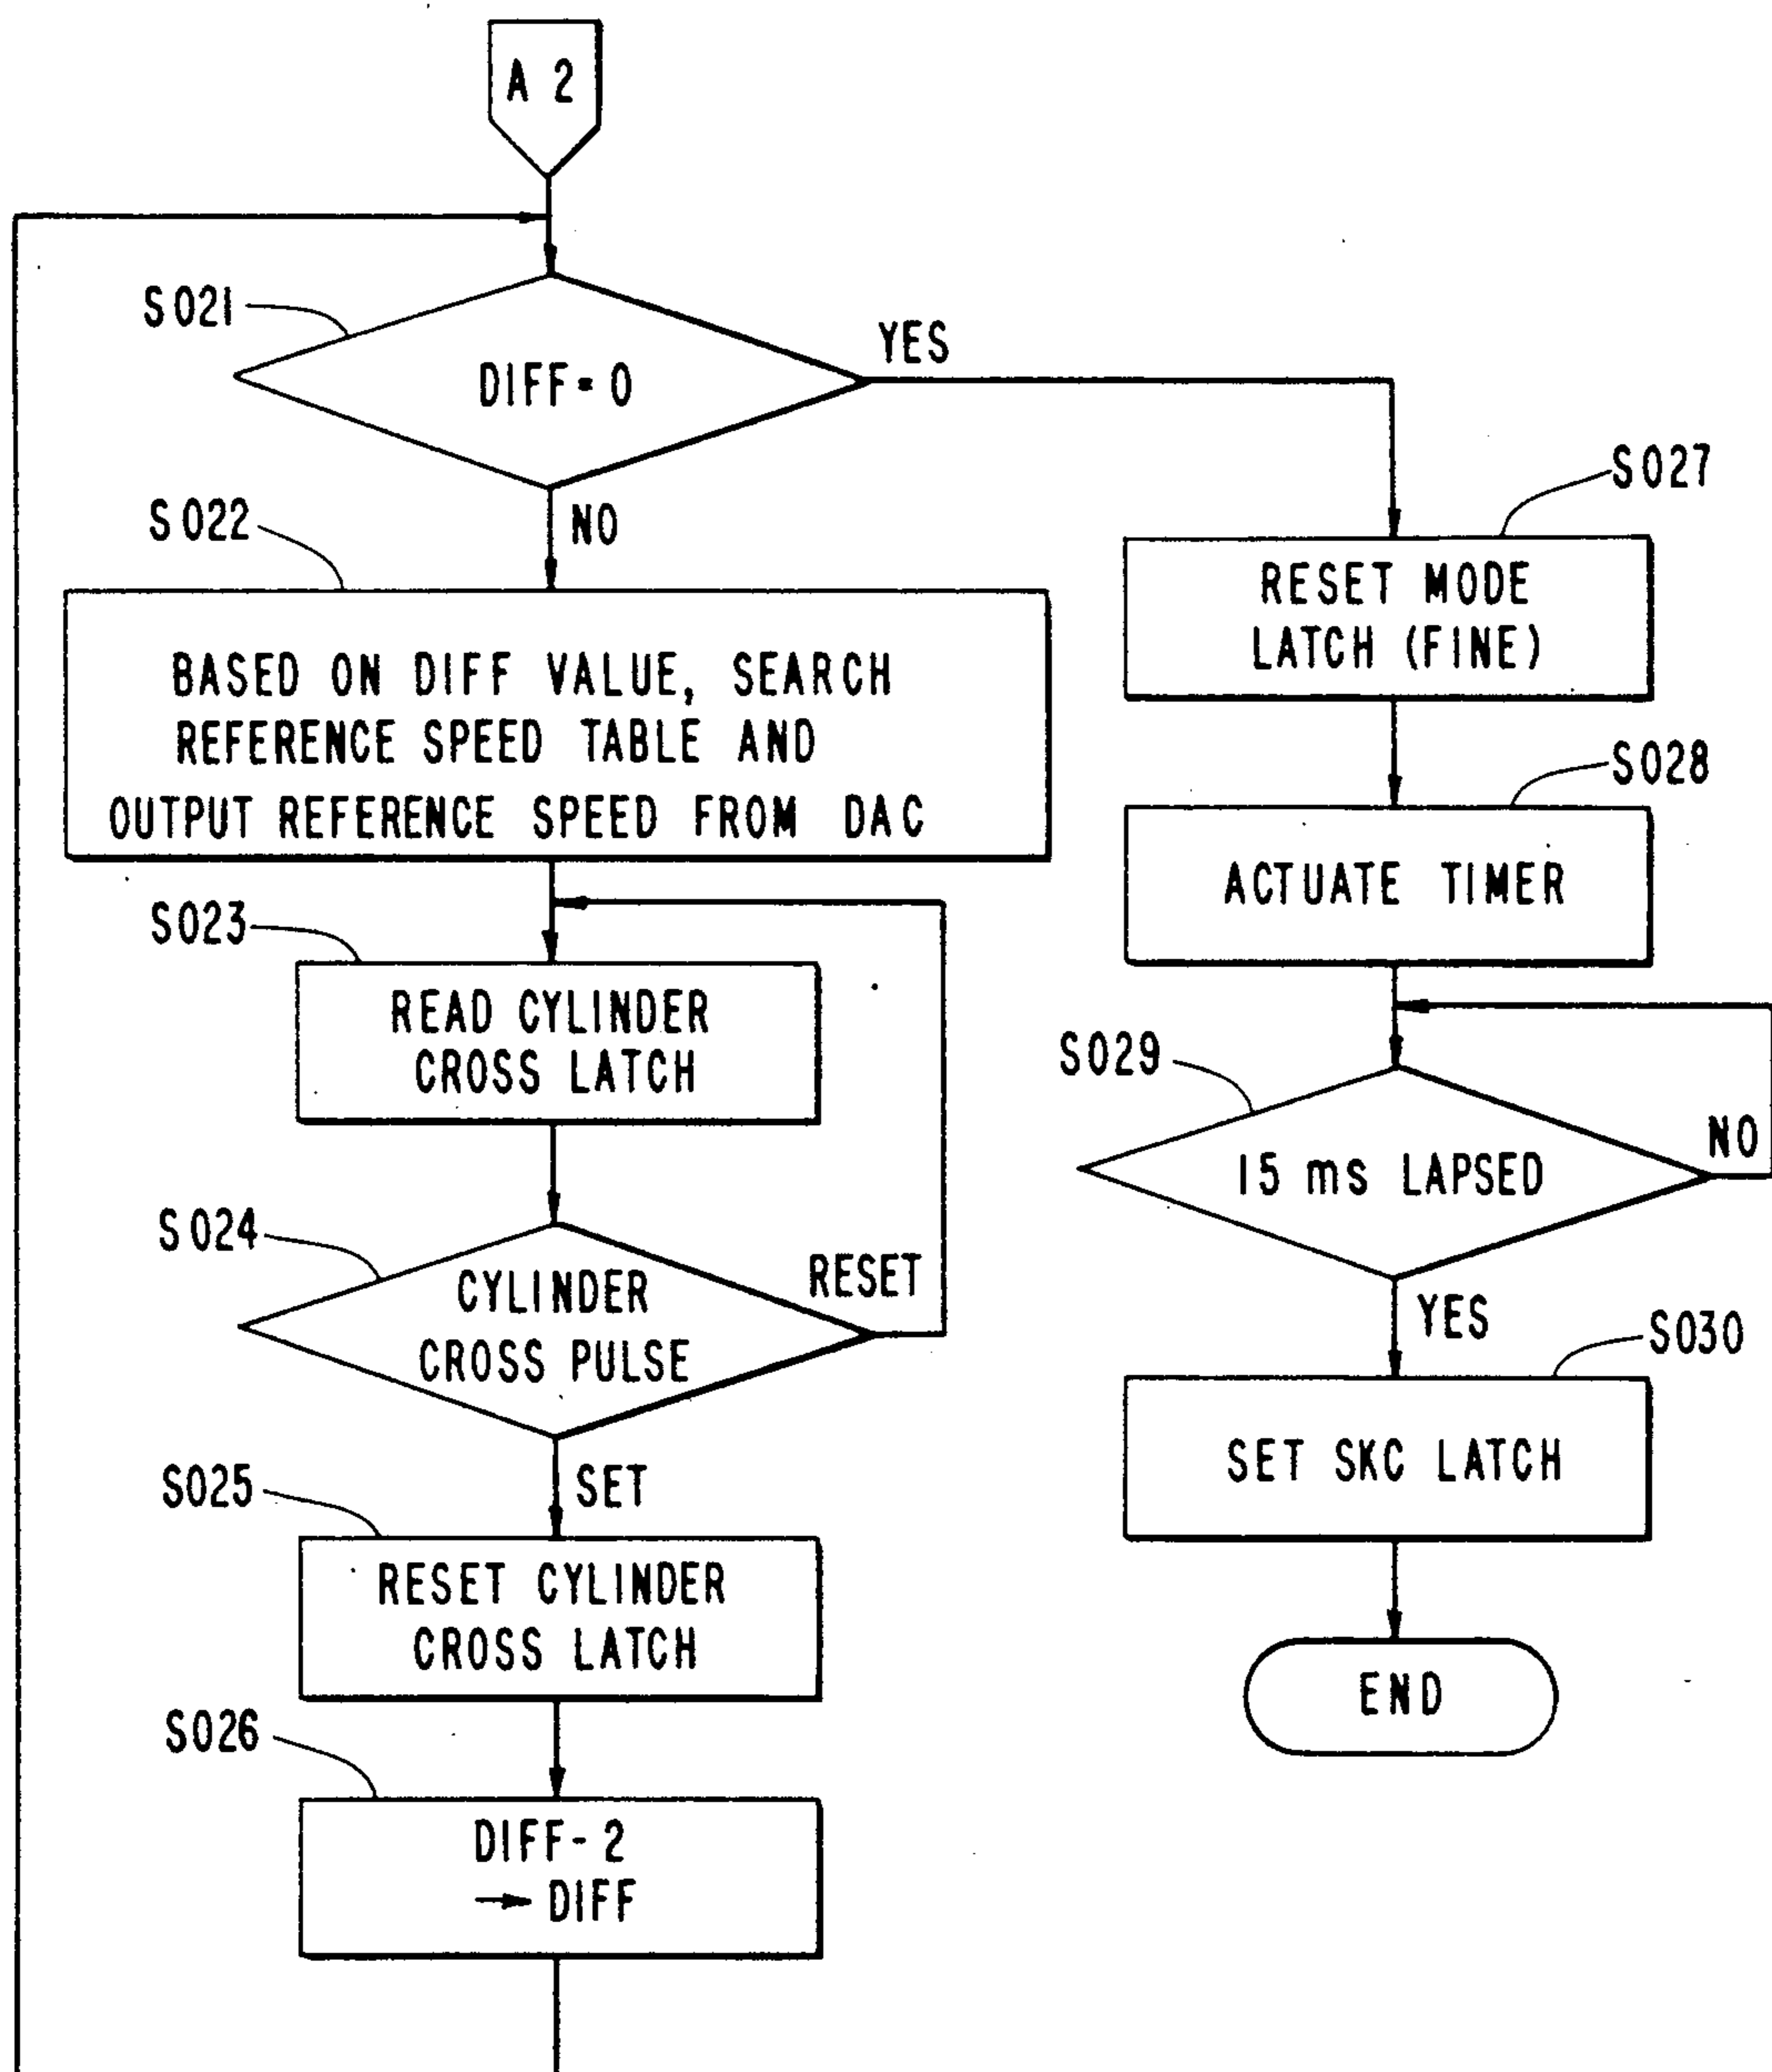 A 2
S021
DIFF=0
YES
NO
S022
BASED ON DIFF VALUE, SEARCH
REFERENCE SPEED TABLE AND
OUTPUT REFERENCE SPEED FROM DAC
S023
READ CYLINDER
CROSS LATCH
S024
CYLINDER
CROSS PULSE
RESET
SET
S025
RESET CYLINDER
CROSS LATCH
S026
DIFF-2
→ DIFF
S027
RESET MODE
LATCH (FINE)
S028
ACTUATE TIMER
S029
15 ms LAPSED
NO
YES
S030
SET SKC LATCH
END